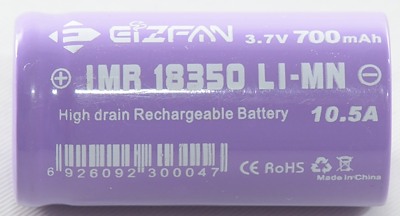 EIZFAN 3.7V 700mAh
IMR 18350 LI-MN
High drain Rechargeable Battery 10.5A
6 926092 300047
CE RoHS
Made in China